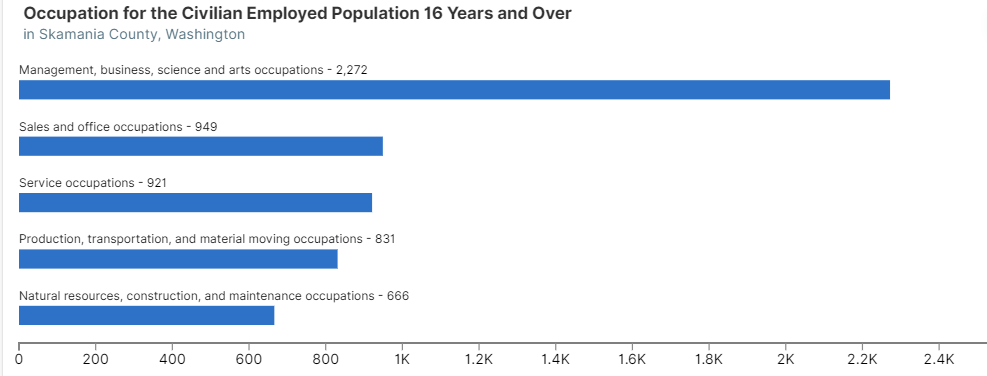 Occupation for the Civilian Employed Population 16 Years and Over
in Skamania County, Washington
Management, business, science and arts occupations - 2,272
Sales and office occupations - 949
Service occupations - 921
Production, transportation, and material moving occupations - 831
Natural resources, construction, and maintenance occupations - 666
0 200 400 600 800 1K 1.2K 1.4K 1.6K 1.8K 2K 2.2K 2.4K